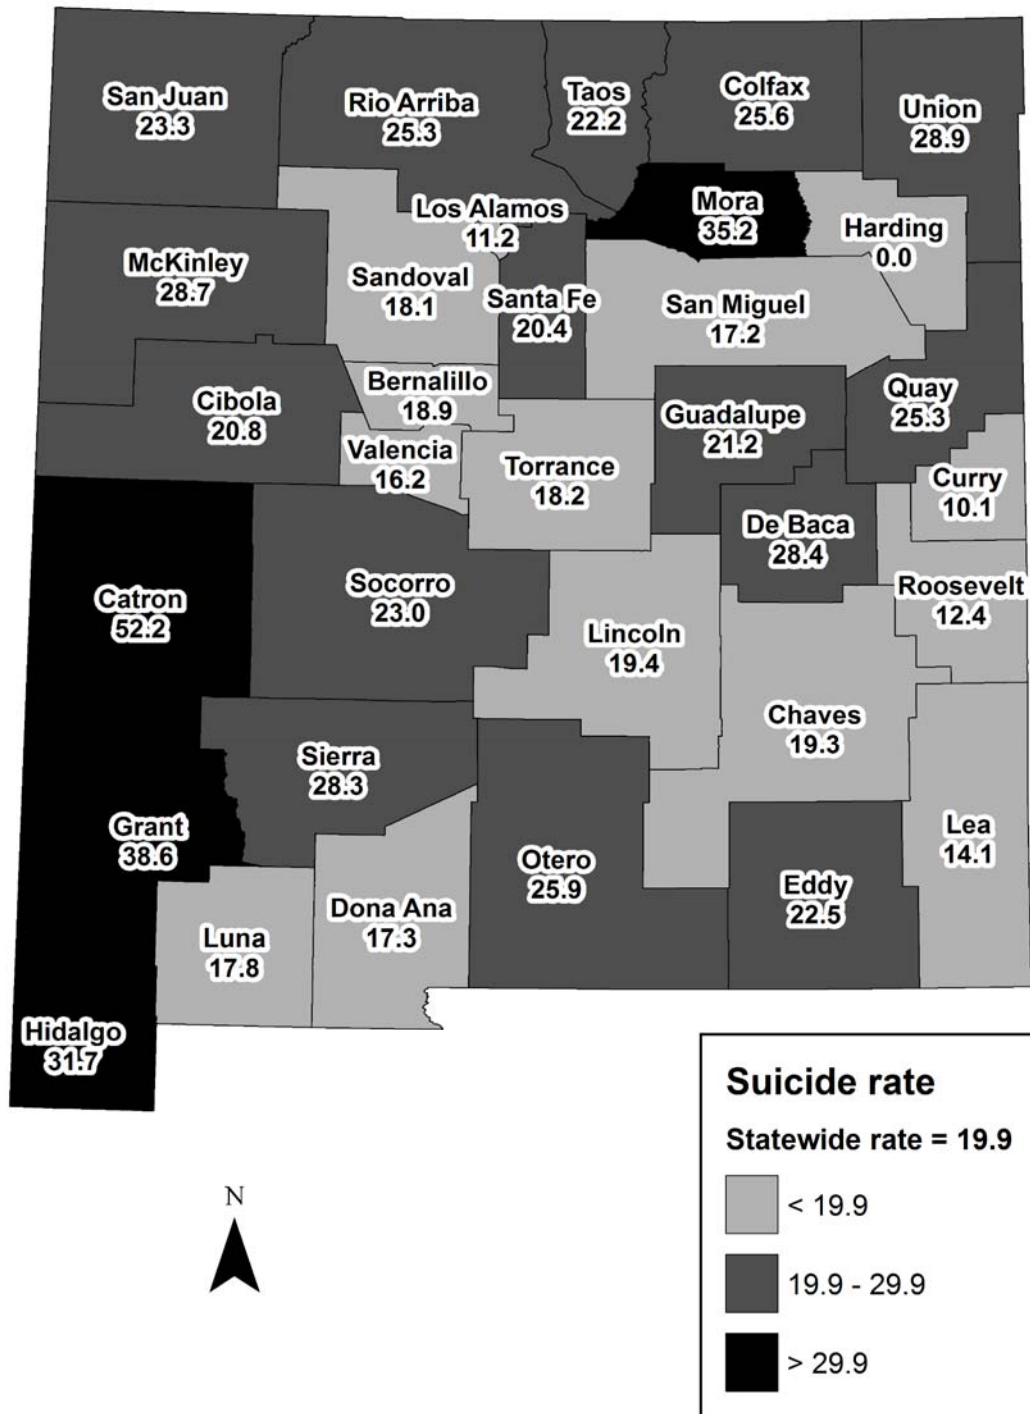 San Juan
23.3
Rio Arriba
25.3
Taos
22.2
Colfax
25.6
Union
28.9
Los Alamos
11.2
Mora
35.2
Harding
0.0
McKinley
28.7
Sandoval
18.1
Santa Fe
20.4
San Miguel
17.2
Cibola
20.8
Bernalillo
18.9
Valencia
16.2
Torrance
18.2
Guadalupe
21.2
Quay
25.3
Curry
10.1
De Baca
28.4
Roosevelt
12.4
Catron
52.2
Socorro
23.0
Lincoln
19.4
Chaves
19.3
Sierra
28.3
Grant
38.6
Otero
25.9
Eddy
22.5
Lea
14.1
Luna
17.8
Dona Ana
17.3
Hidalgo
31.7
Suicide rate
Statewide rate = 19.9
< 19.9
19.9 - 29.9
> 29.9
N